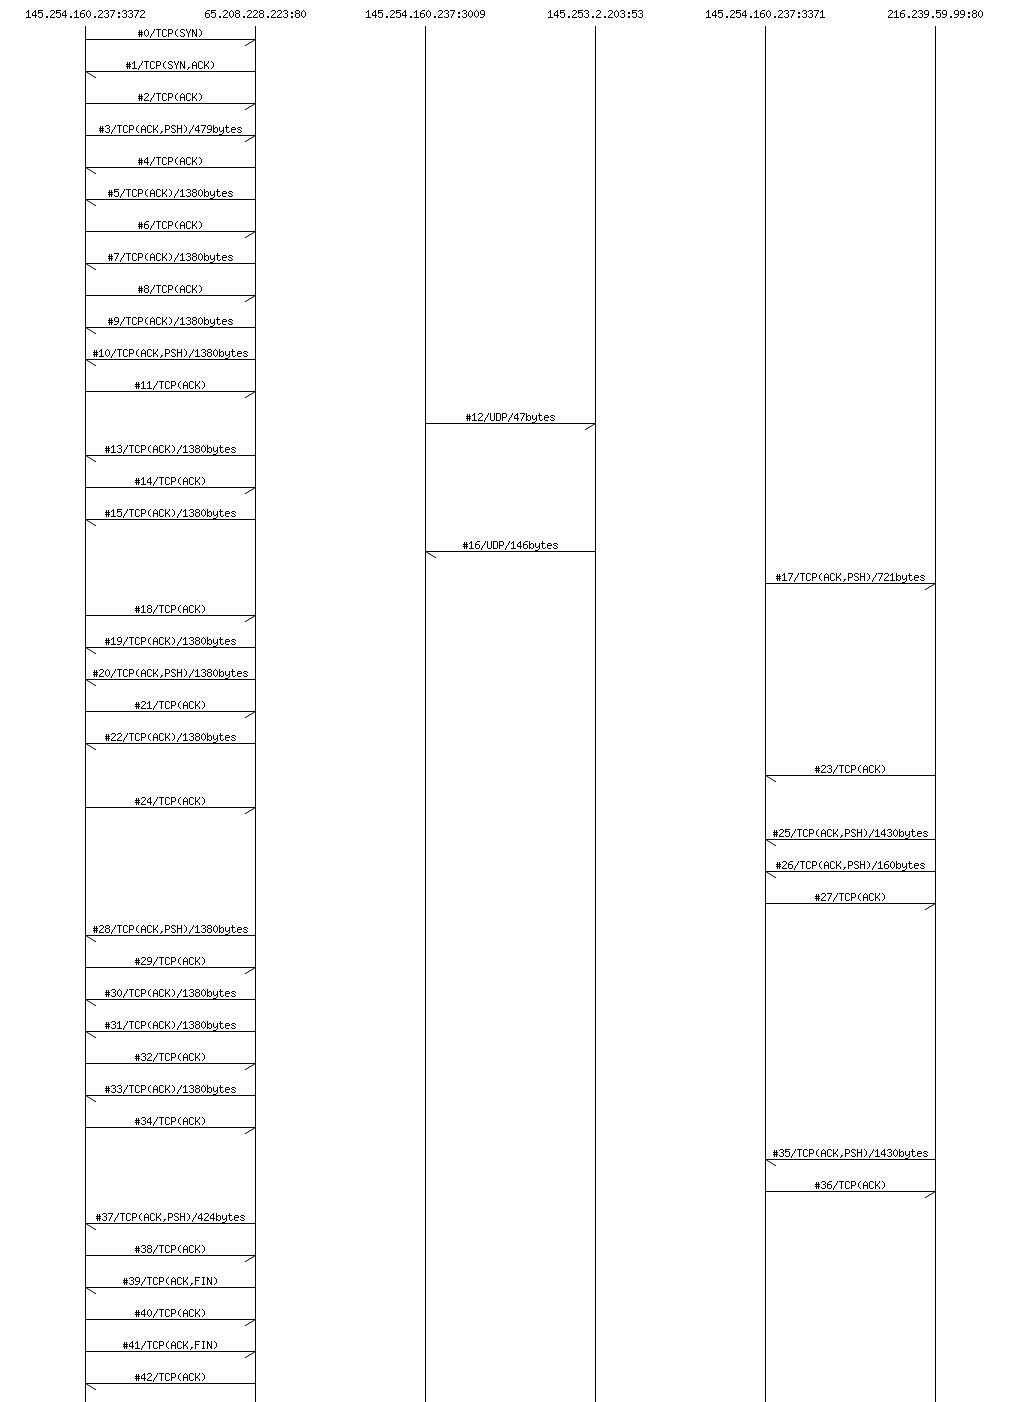 145.254.160.237:3372 65.208.228.223:80 145.254.160.237:3009 145.253.2.203:53 145.254.160.237:3371 216.239.59.99:80
#0/TCP(SYN)
#1/TCP(SYN,ACK)
#2/TCP(ACK)
#3/TCP(ACK,PSH)/479bytes
#4/TCP(ACK)
#5/TCP(ACK)/1380bytes
#6/TCP(ACK)
#7/TCP(ACK)/1380bytes
#8/TCP(ACK)
#9/TCP(ACK)/1380bytes
#10/TCP(ACK,PSH)/1380bytes
#11/TCP(ACK)
#12/UDP/47bytes
#13/TCP(ACK)/1380bytes
#14/TCP(ACK)
#15/TCP(ACK)/1380bytes
#16/UDP/146bytes
#17/TCP(ACK,PSH)/721bytes
#18/TCP(ACK)
#19/TCP(ACK)/1380bytes
#20/TCP(ACK,PSH)/1380bytes
#21/TCP(ACK)
#22/TCP(ACK)/1380bytes
#23/TCP(ACK)
#24/TCP(ACK)
#25/TCP(ACK,PSH)/1430bytes
#26/TCP(ACK,PSH)/160bytes
#27/TCP(ACK)
#28/TCP(ACK,PSH)/1380bytes
#29/TCP(ACK)
#30/TCP(ACK)/1380bytes
#31/TCP(ACK)/1380bytes
#32/TCP(ACK)
#33/TCP(ACK)/1380bytes
#34/TCP(ACK)
#35/TCP(ACK,PSH)/1430bytes
#36/TCP(ACK)
#37/TCP(ACK,PSH)/424bytes
#38/TCP(ACK)
#39/TCP(ACK,FIN)
#40/TCP(ACK)
#41/TCP(ACK,FIN)
#42/TCP(ACK)